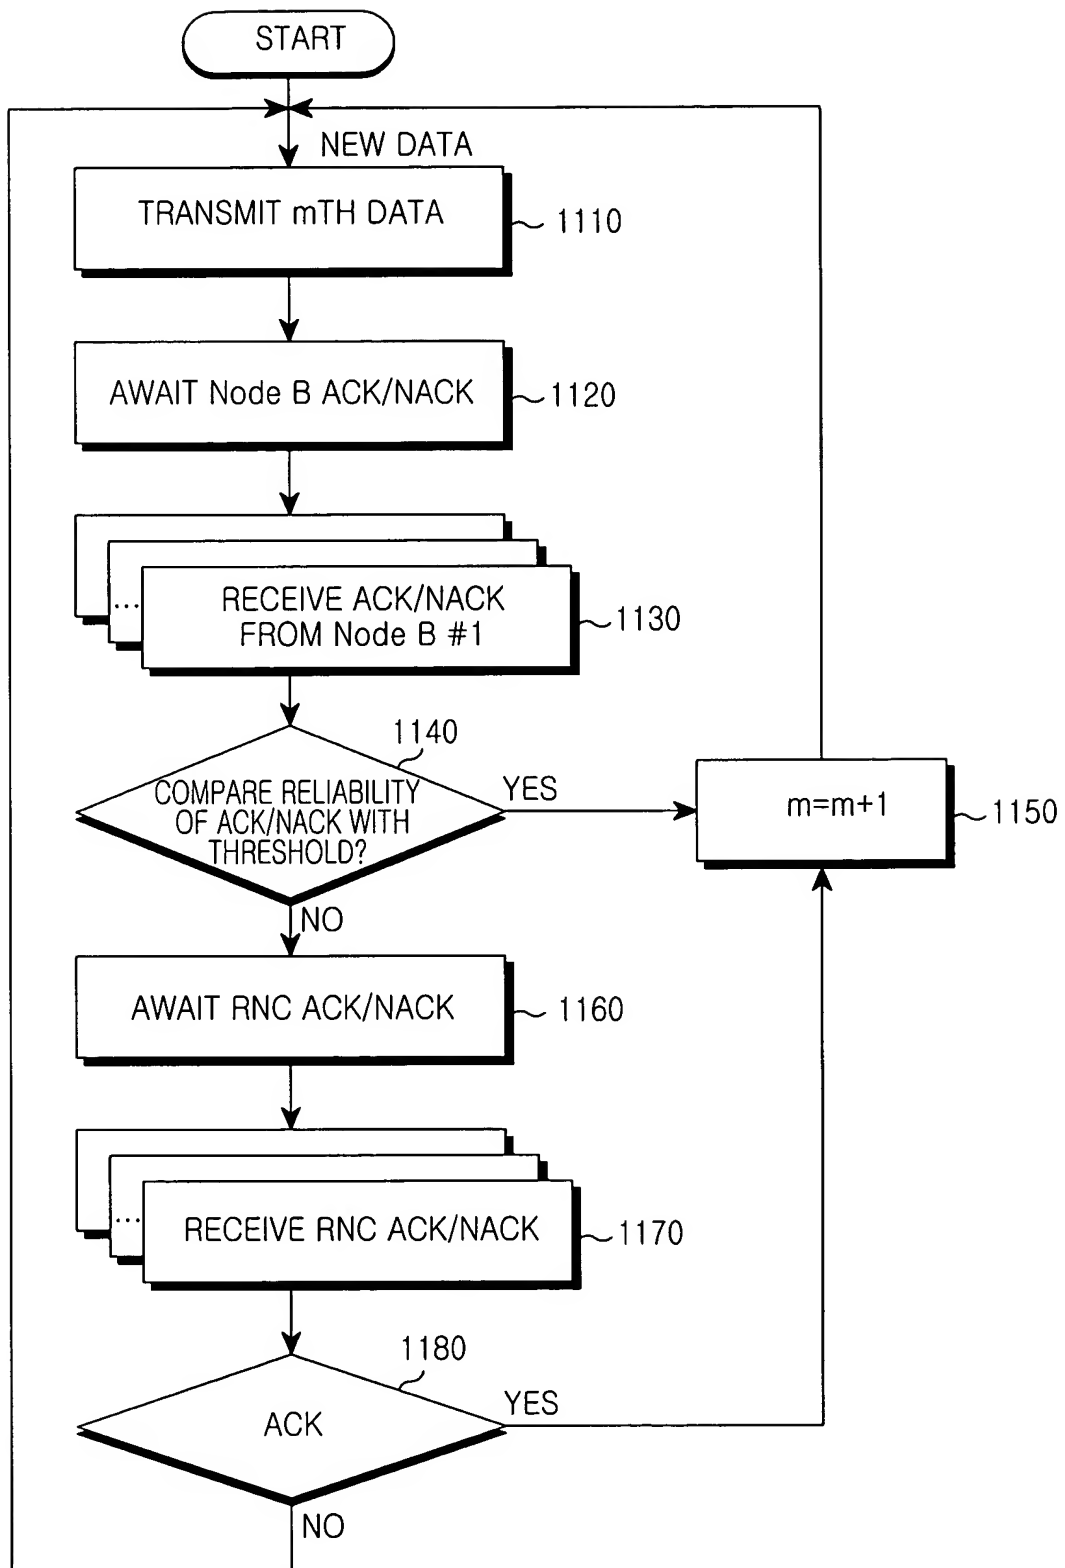 START
NEW DATA
TRANSMIT mTH DATA
1110
AWAIT Node B ACK/NACK
1120
...
RECEIVE ACK/NACK
FROM Node B #1
1130
1140
COMPARE RELIABILITY
OF ACK/NACK WITH
THRESHOLD?
YES
m=m+1
1150
NO
AWAIT RNC ACK/NACK
1160
...
RECEIVE RNC ACK/NACK
1170
1180
ACK
YES
NO